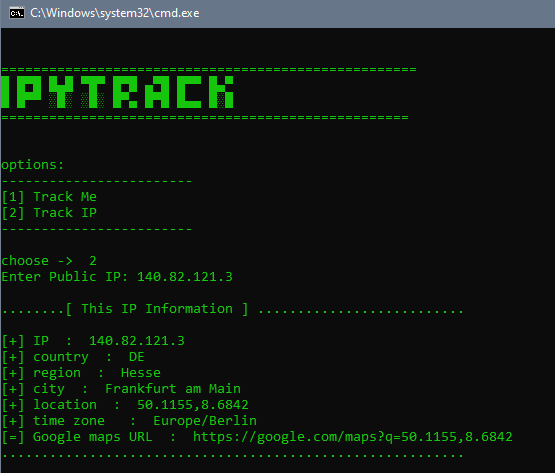 C:\Windows\system32\cmd.exe
====================================================
IPYTRACK
===================================================
options:
------------------------
[1] Track Me
[2] Track IP
------------------------
choose ->  2
Enter Public IP: 140.82.121.3
........[ This IP Information ] ..........................
[+] IP  :  140.82.121.3
[+] country  :  DE
[+] region  :  Hesse
[+] city  :  Frankfurt am Main
[+] location  :  50.1155,8.6842
[+] time zone   :  Europe/Berlin
[=] Google maps URL  :  https://google.com/maps?q=50.1155,8.6842
..........................................................